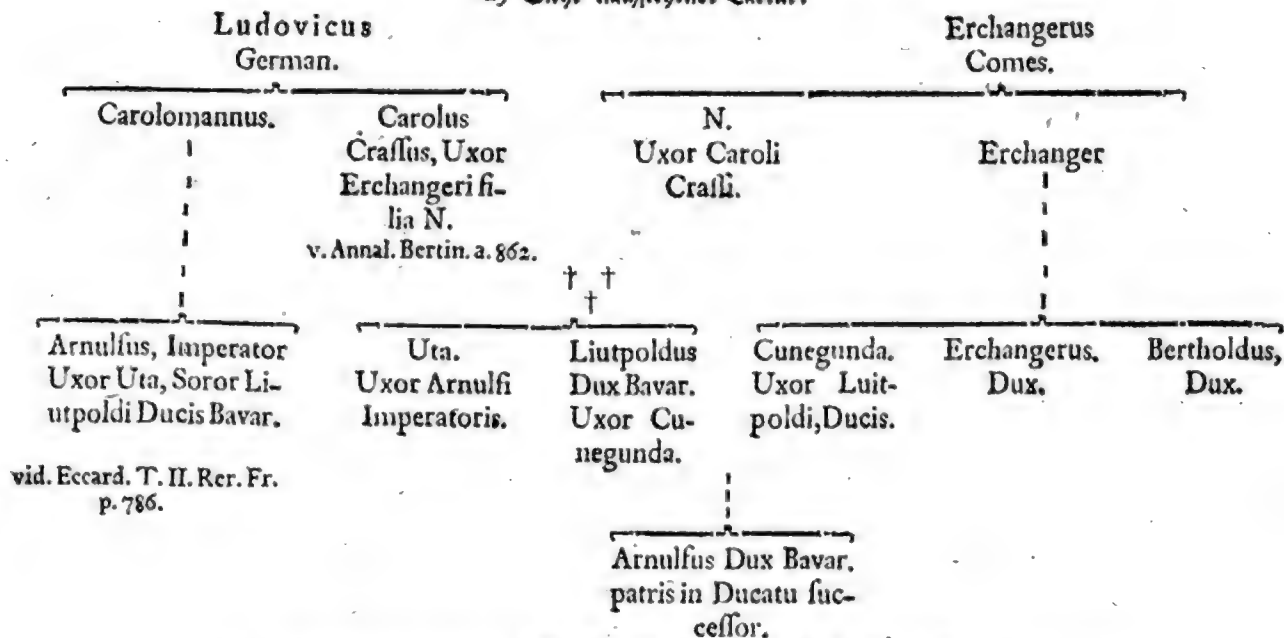 Ludovicus
German.
Erchangerus
Comes.
Carolomannus.
Carolus
Craſſus, Uxor
Erchangeri fi-
lia N.
v. Annal. Bertin. a. 862.
N.
Uxor Caroli
Craſſi.
Erchanger
† †
†
Arnulfus, Imperator
Uxor Uta, Soror Li-
utpoldi Ducis Bavar.
vid. Eccard. T. II. Rer. Fr.
p. 786.
Uta.
Uxor Arnulfi
Imperatoris.
Liutpoldus
Dux Bavar.
Uxor Cu-
negunda.
Cunegunda.
Uxor Luit-
poldi, Ducis.
Erchangerus.
Dux.
Bertholdus,
Dux.
Arnulfus Dux Bavar.
patris in Ducatu ſuc-
ceſſor.